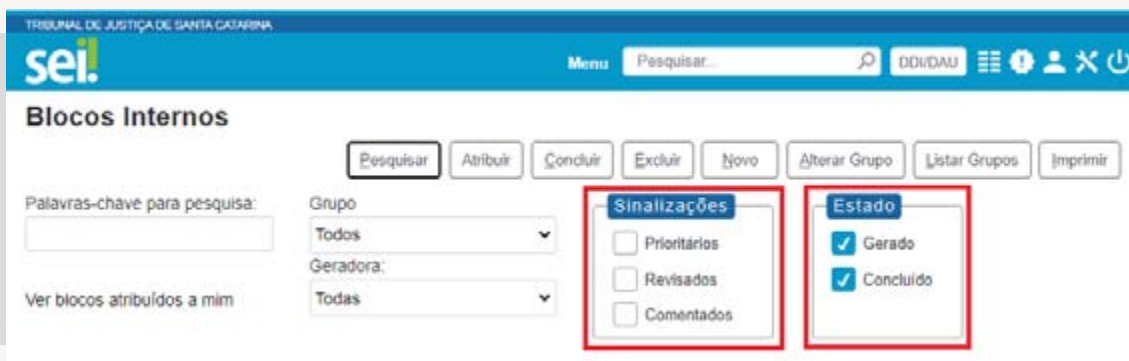 TRIBUNAL DE JUSTIÇA DE SANTA CATARINA
sei!
Menu Pesquisar... DDI/DAU
Blocos Internos
Pesquisar Atribuir Concluir Excluir Novo Alterar Grupo Listar Grupos Imprimir
Palavras-chave para pesquisa: Grupo Sinalizações Estado
Todos Prioritários Gerado
Geradora: Revisados Concluído
Ver blocos atribuídos a mim Todas Comentados